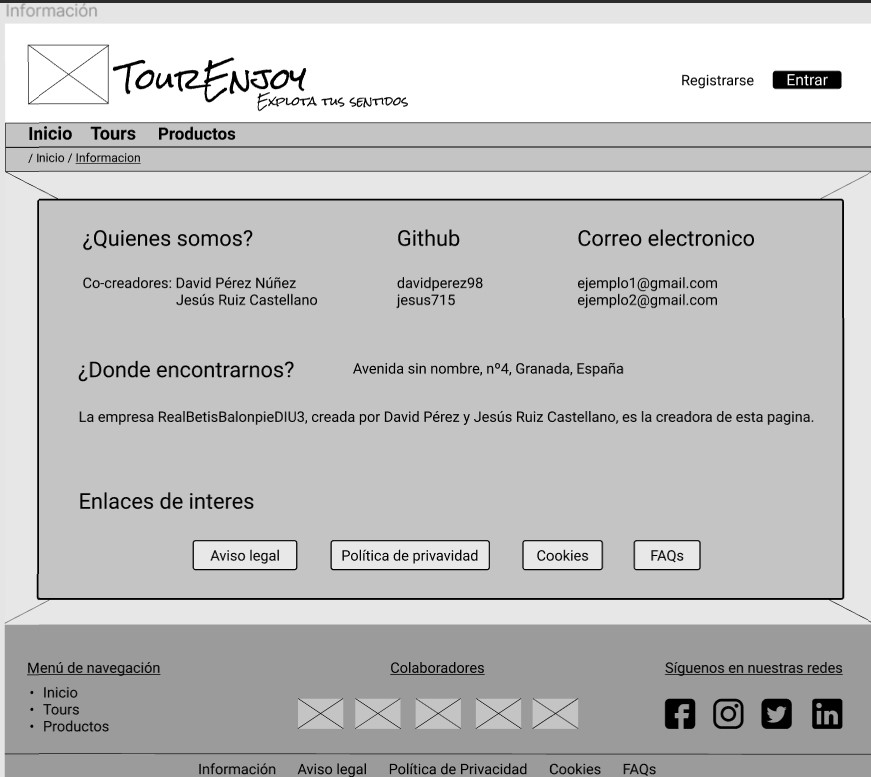 Información
TourEnjoy
Explota tus sentidos
Registrarse Entrar
Inicio Tours Productos
/ Inicio / Informacion
¿Quienes somos? Github Correo electronico
Co-creadores: David Pérez Núñez davidperez98 ejemplo1@gmail.com
Jesús Ruiz Castellano jesus715 ejemplo2@gmail.com
¿Donde encontrarnos? Avenida sin nombre, nº4, Granada, España
La empresa RealBetisBalonpieDIU3, creada por David Pérez y Jesús Ruiz Castellano, es la creadora de esta pagina.
Enlaces de interes
Aviso legal Política de privavidad Cookies FAQs
Menú de navegación Colaboradores Síguenos en nuestras redes
• Inicio
• Tours
• Productos
Información Aviso legal Política de Privacidad Cookies FAQs